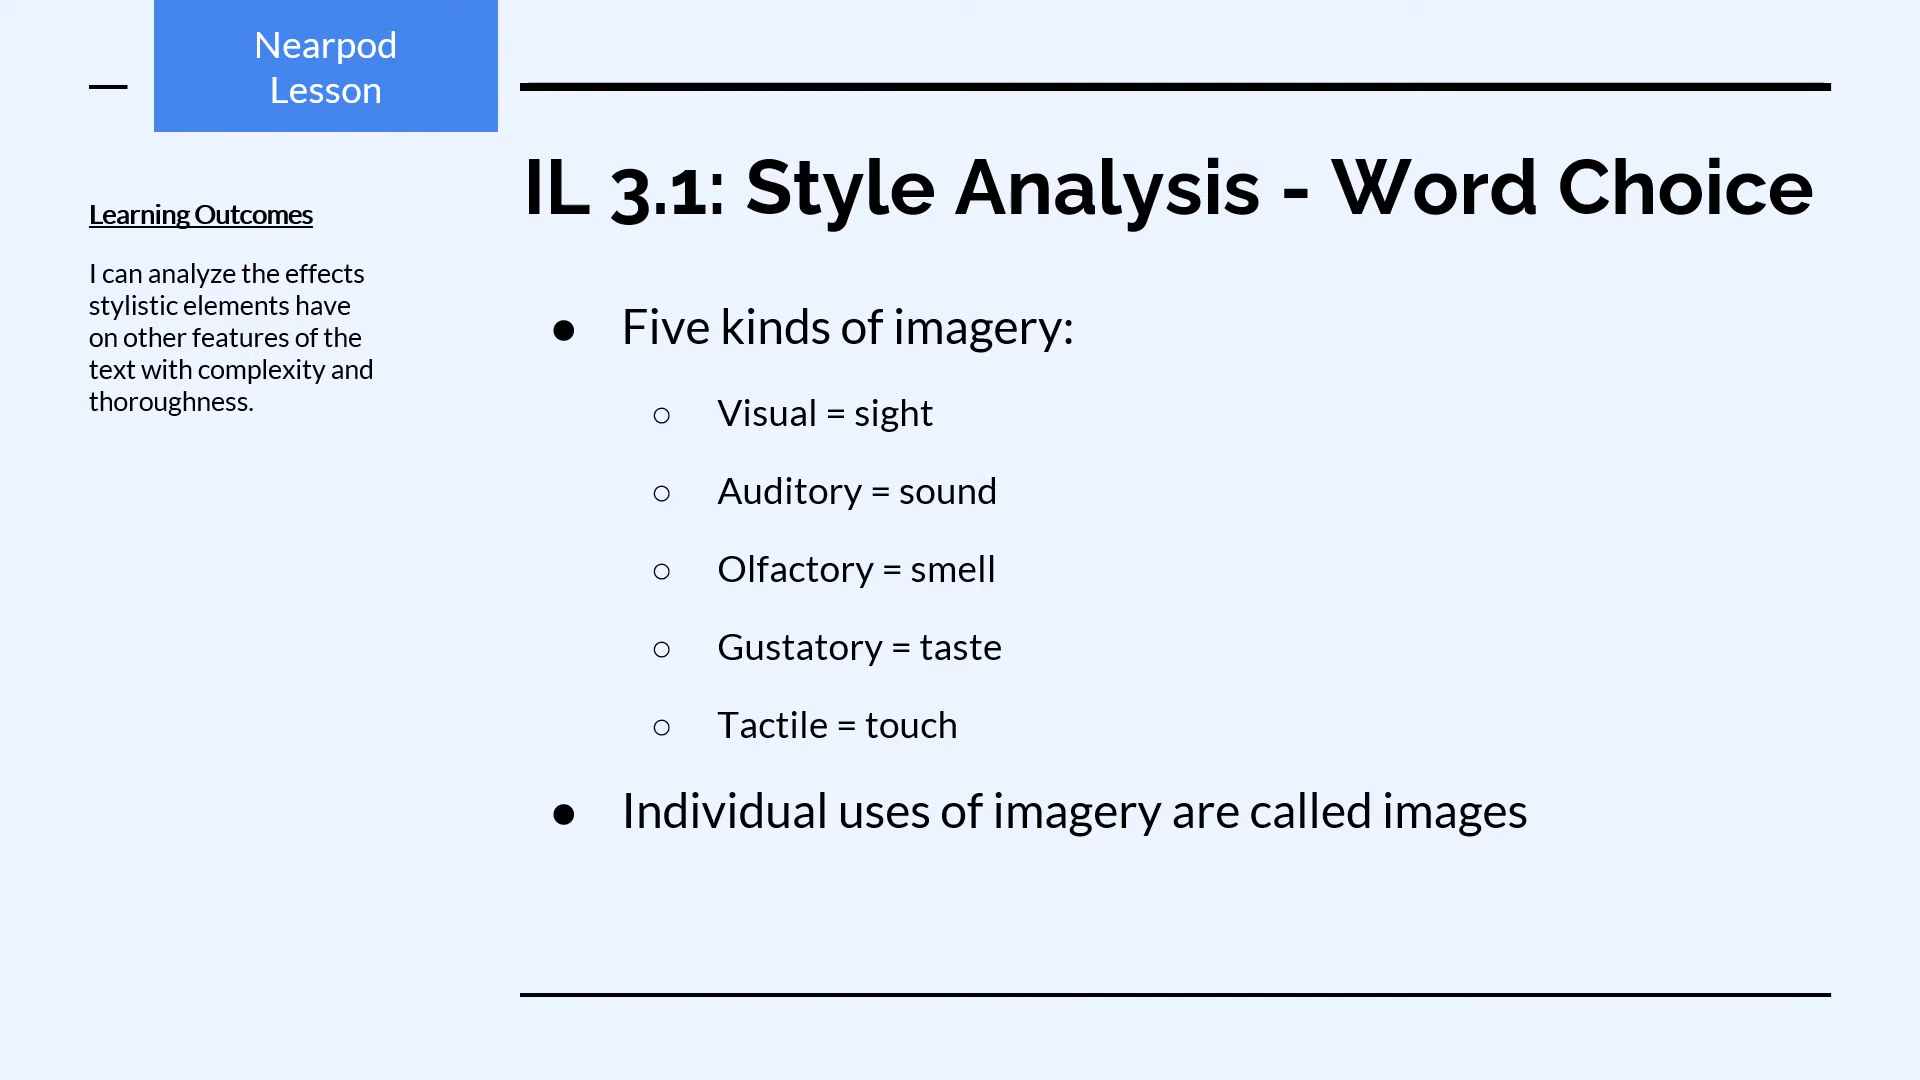 Nearpod
Lesson
Learning Outcomes
I can analyze the effects
stylistic elements have
on other features of the
text with complexity and
thoroughness.
IL 3.1: Style Analysis - Word Choice
● Five kinds of imagery:
○ Visual = sight
○ Auditory = sound
○ Olfactory = smell
○ Gustatory = taste
○ Tactile = touch
● Individual uses of imagery are called images